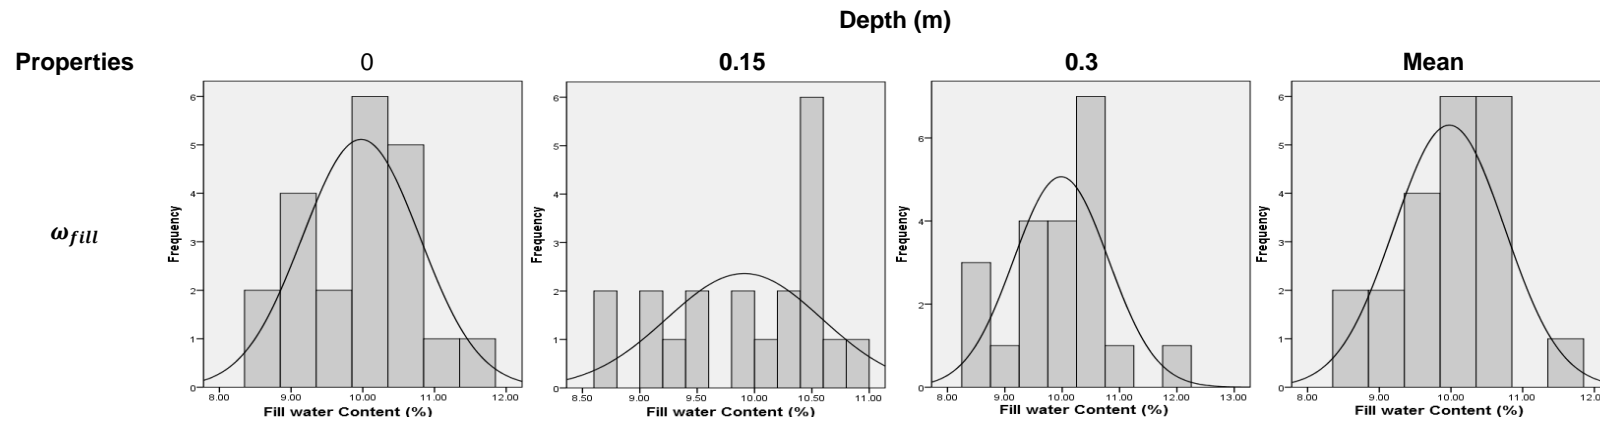 Depth (m)
Properties 0 0.15 0.3 Mean
6 5 4 3 2 1 0
Frequency
8.00 9.00 10.00 11.00 12.00
Fill water Content (%)
6 5 4 3 2 1 0
Frequency
8.50 9.00 9.50 10.00 10.50 11.00
Fill water Content (%)
6 4 2 0
Frequency
8.00 9.00 10.00 11.00 12.00 13.00
Fill water Content (%)
6 5 4 3 2 1 0
Frequency
8.00 9.00 10.00 11.00 12.0
Fill water Content (%)
ω_fill